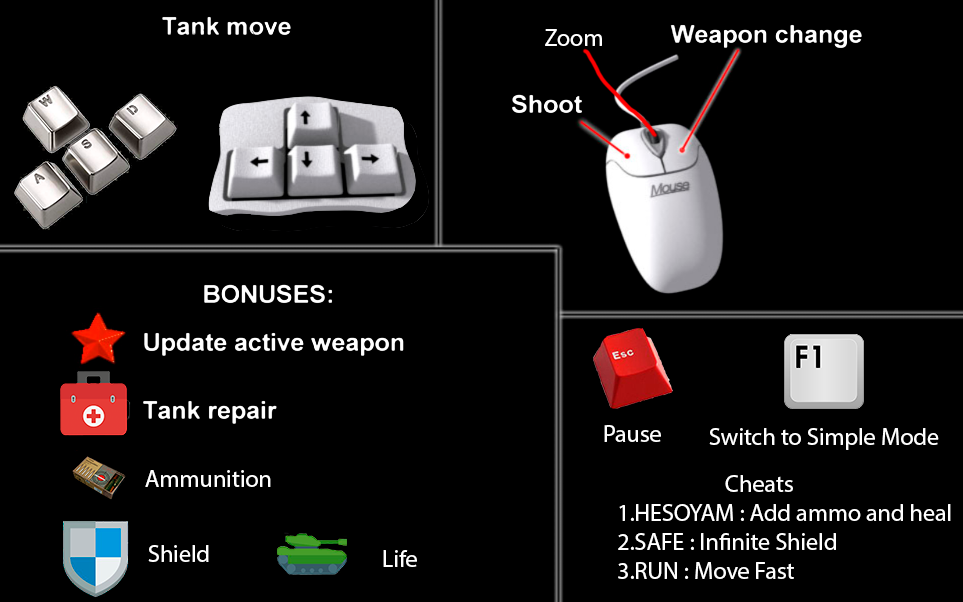 Tank move
W
D
S
A
Zoom
Weapon change
Shoot
Mouse
BONUSES:
Update active weapon
Tank repair
Ammunition
Shield
Life
Esc
F1
Pause
Switch to Simple Mode
Cheats
1.HESOYAM : Add ammo and heal
2.SAFE : Infinite Shield
3.RUN : Move Fast